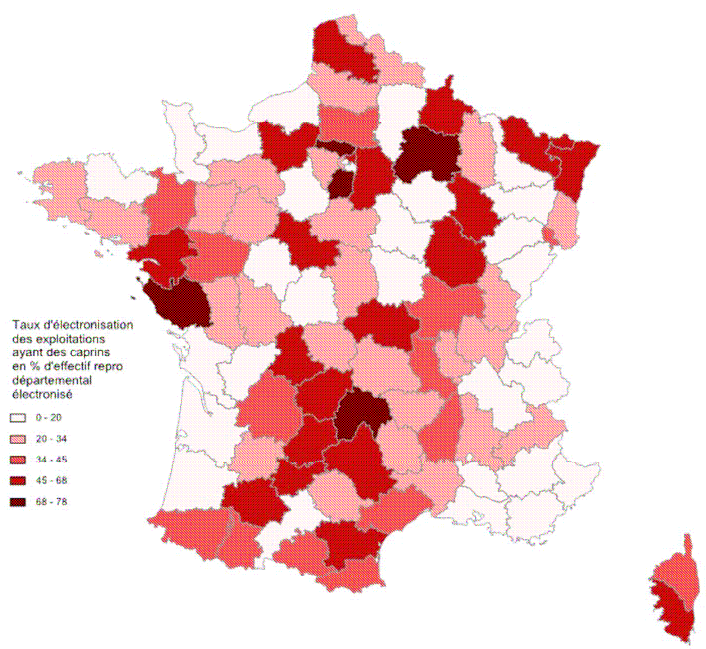 Taux d'électronisation
des exploitations
ayant des caprins
en % d'effectif repro
départemental
électronisé
0 - 20
20 - 34
34 - 45
45 - 68
68 - 78